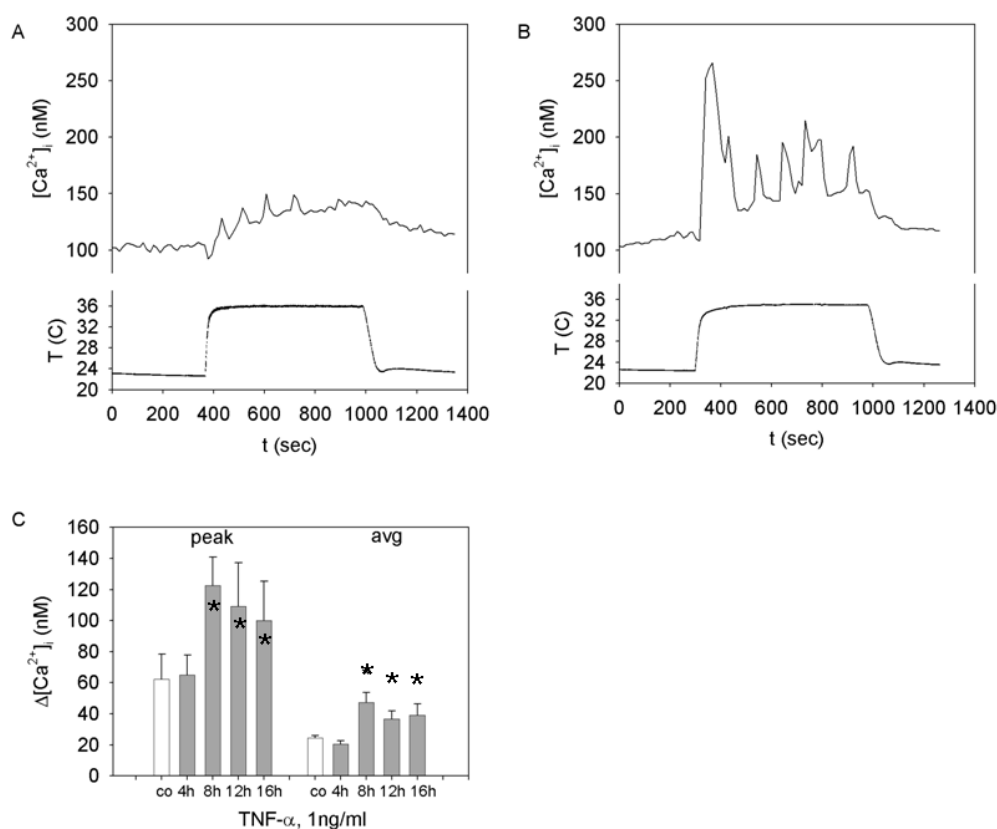 A
300
250
200
150
100
[Ca²⁺]ᵢ (nM)
36
32
28
24
20
T (C)
0 200 400 600 800 1000 1200 1400
t (sec)
B
300
250
200
150
100
[Ca²⁺]ᵢ (nM)
36
32
28
24
20
T (C)
0 200 400 600 800 1000 1200 1400
t (sec)
C
160
140
120
100
80
60
40
20
0
Δ[Ca²⁺]ᵢ (nM)
peak avg
* * * * * *
co 4h 8h 12h 16h co 4h 8h 12h 16h
TNF-α, 1ng/ml